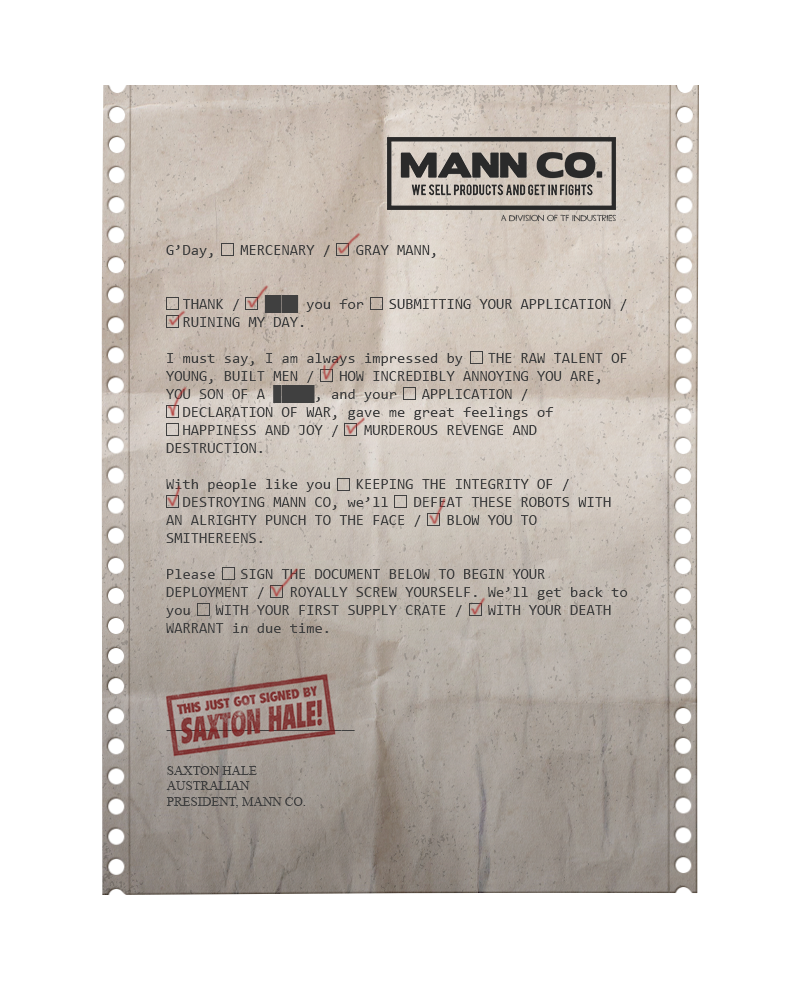 MANN CO.
WE SELL PRODUCTS AND GET IN FIGHTS
A DIVISION OF TF INDUSTRIES
G'Day, ☐ MERCENARY / ☑ GRAY MANN,
☐ THANK / ☑ ████ you for ☐ SUBMITTING YOUR APPLICATION /
☑ RUINING MY DAY.
I must say, I am always impressed by ☐ THE RAW TALENT OF
YOUNG, BUILT MEN / ☑ HOW INCREDIBLY ANNOYING YOU ARE,
YOU SON OF A █████, and your ☐ APPLICATION /
☑ DECLARATION OF WAR, gave me great feelings of
☐ HAPPINESS AND JOY / ☑ MURDEROUS REVENGE AND
DESTRUCTION.
With people like you ☐ KEEPING THE INTEGRITY OF /
☑ DESTROYING MANN CO, we'll ☐ DEFEAT THESE ROBOTS WITH
AN ALRIGHTY PUNCH TO THE FACE / ☑ BLOW YOU TO
SMITHEREENS.
Please ☐ SIGN THE DOCUMENT BELOW TO BEGIN YOUR
DEPLOYMENT / ☑ ROYALLY SCREW YOURSELF. We'll get back to
you ☐ WITH YOUR FIRST SUPPLY CRATE / ☑ WITH YOUR DEATH
WARRANT in due time.
THIS JUST GOT SIGNED BY
SAXTON HALE!
SAXTON HALE
AUSTRALIAN
PRESIDENT, MANN CO.